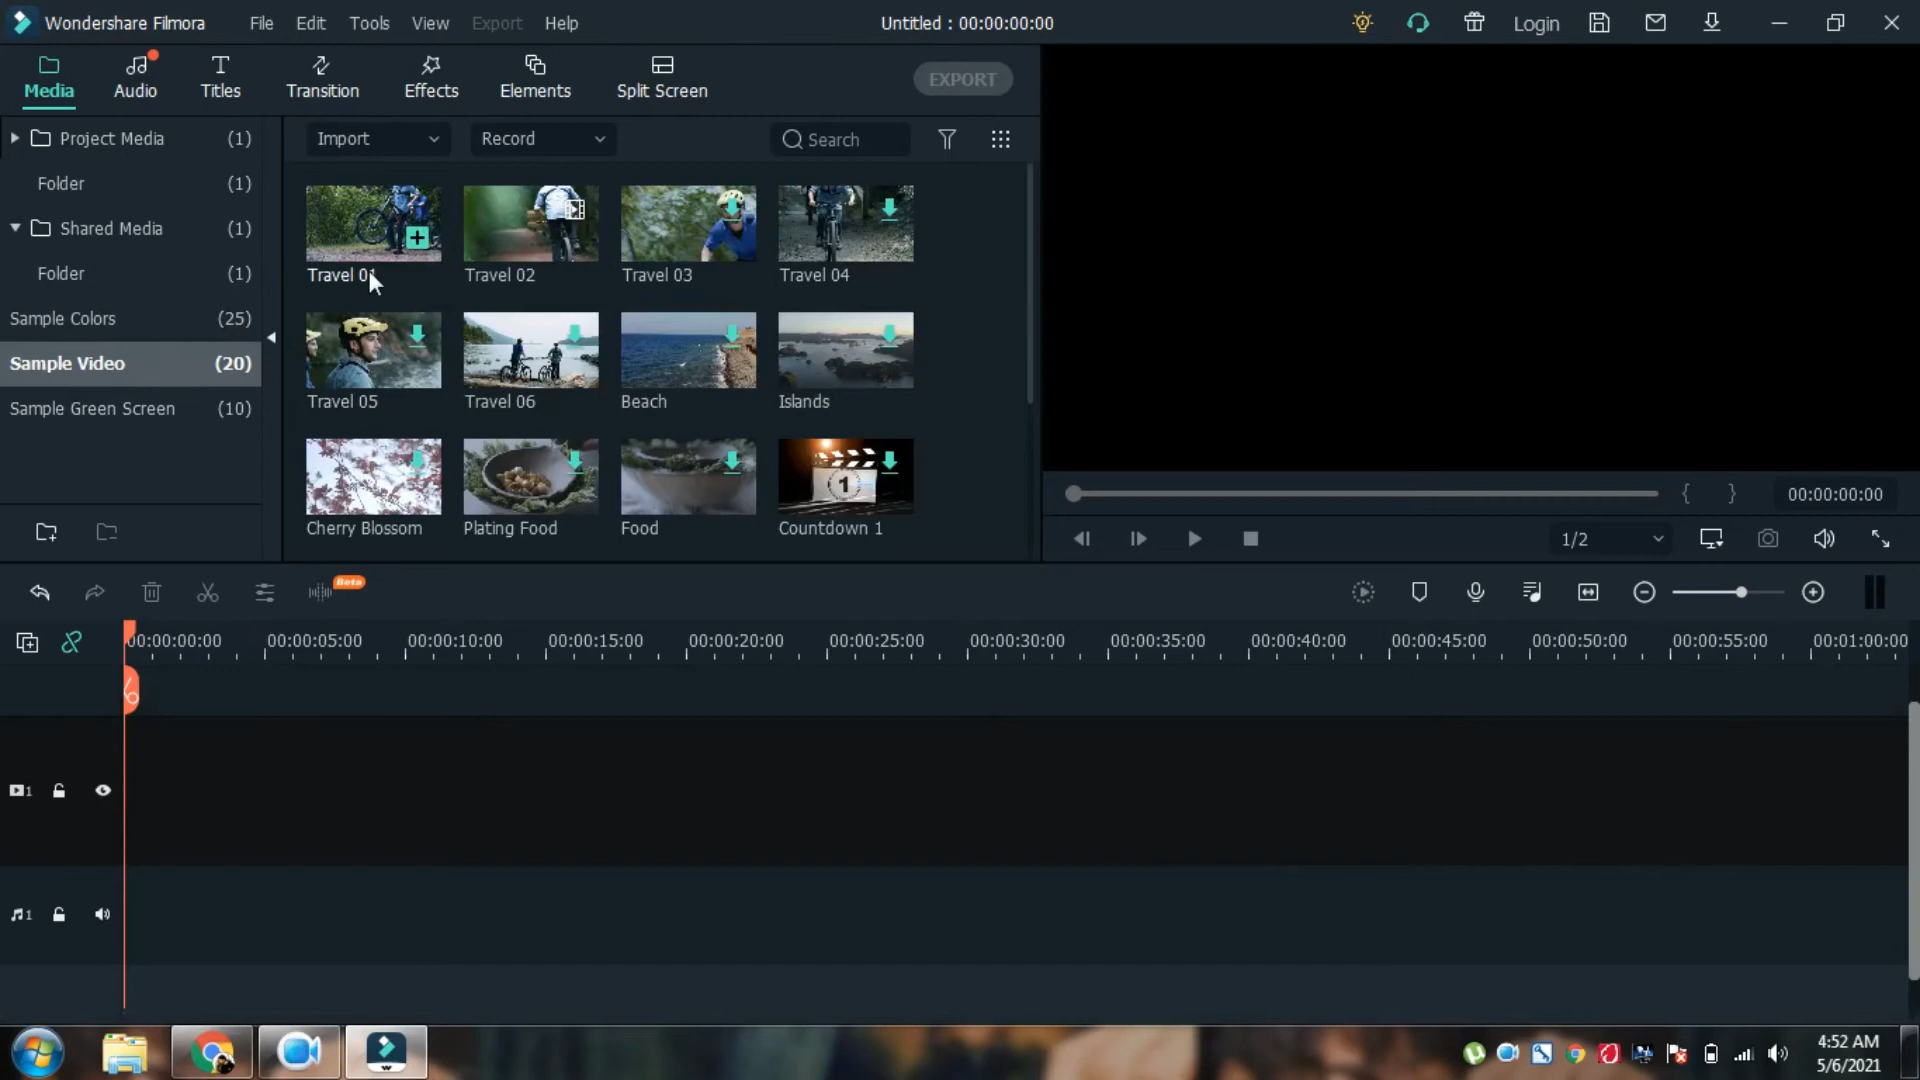 Wondershare Filmora File Edit Tools View Export Help Untitled : 00:00:00:00 Login
Media Audio Titles Transition Effects Elements Split Screen EXPORT
Project Media (1)
Folder (1)
Shared Media (1)
Folder (1)
Sample Colors (25)
Sample Video (20)
Sample Green Screen (10)
Import Record Search
Travel 01 Travel 02 Travel 03 Travel 04
Travel 05 Travel 06 Beach Islands
1
Cherry Blossom Plating Food Food Countdown 1
00:00:00:00
1/2
Beta
00:00:00:00 00:00:05:00 00:00:10:00 00:00:15:00 00:00:20:00 00:00:25:00 00:00:30:00 00:00:35:00 00:00:40:00 00:00:45:00 00:00:50:00 00:00:55:00 00:01:00:00
1
1
4:52 AM
5/6/2021